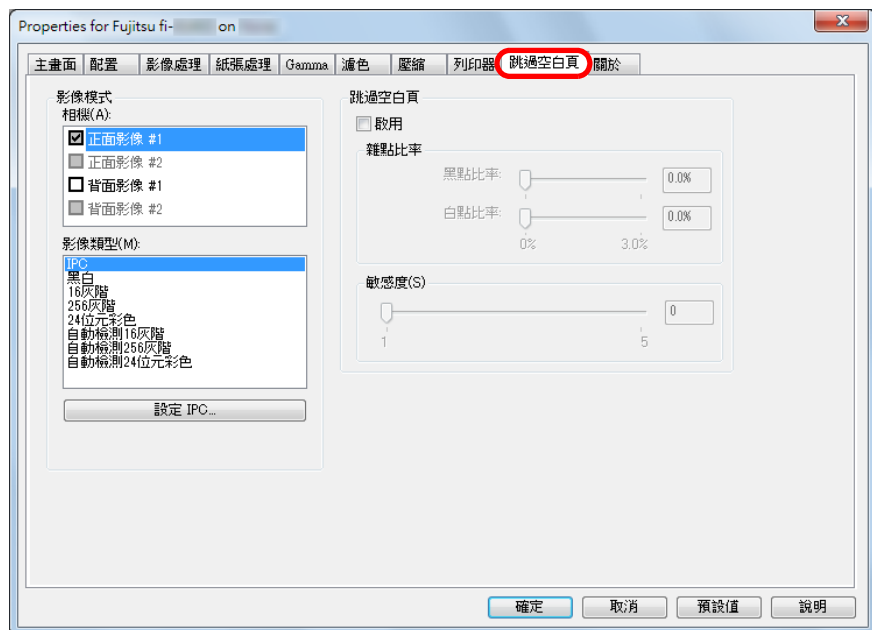 Properties for Fujitsu fi- on
主畫面 配置 影像處理 紙張處理 Gamma 濾色 壓縮 列印器 跳過空白頁 關於
影像模式
相機(A):
正面影像 #1
正面影像 #2
背面影像 #1
背面影像 #2
影像類型(M):
IPC
黑白
16灰階
256灰階
24位元彩色
自動檢測16灰階
自動檢測256灰階
自動檢測24位元彩色
設定 IPC...
跳過空白頁
啟用
雜點比率
黑點比率: 0.0%
白點比率: 0.0%
0% 3.0%
敏感度(S)
0
1 5
確定 取消 預設值 說明